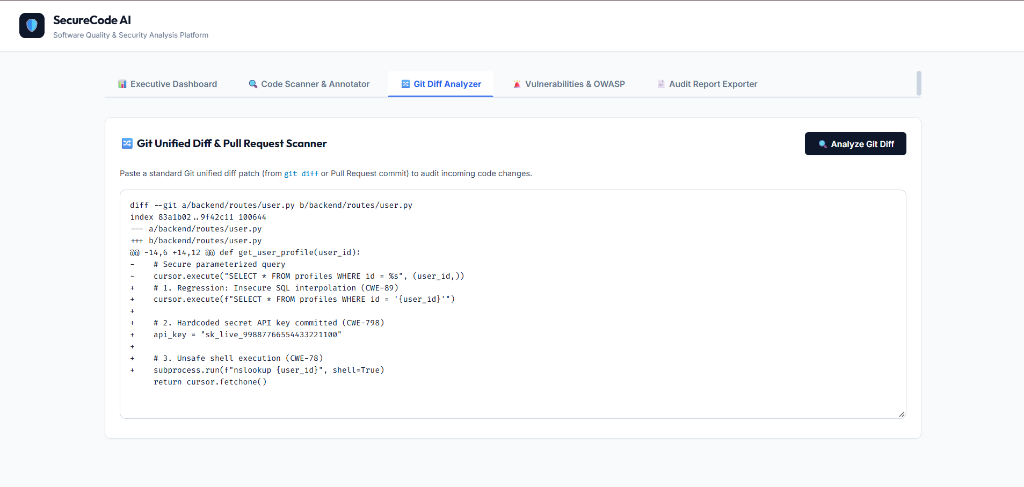 SecureCode AI
Software Quality & Security Analysis Platform
Executive Dashboard
Code Scanner & Annotator
Git Diff Analyzer
Vulnerabilities & OWASP
Audit Report Exporter
Git Unified Diff & Pull Request Scanner
Analyze Git Diff
Paste a standard Git unified diff patch (from git diff or Pull Request commit) to audit incoming code changes.
diff --git a/backend/routes/user.py b/backend/routes/user.py
index 83a1b02..9f42c11 100644
--- a/backend/routes/user.py
+++ b/backend/routes/user.py
@@ -14,6 +14,12 @@ def get_user_profile(user_id):
-    # Secure parameterized query
-    cursor.execute("SELECT * FROM profiles WHERE id = %s", (user_id,))
+    # 1. Regression: Insecure SQL interpolation (CWE-89)
+    cursor.execute(f"SELECT * FROM profiles WHERE id = '{user_id}'")
+
+    # 2. Hardcoded secret API key committed (CWE-798)
+    api_key = "sk_live_99887766554433221100"
+
+    # 3. Unsafe shell execution (CWE-78)
+    subprocess.run(f"nslookup {user_id}", shell=True)
     return cursor.fetchone()